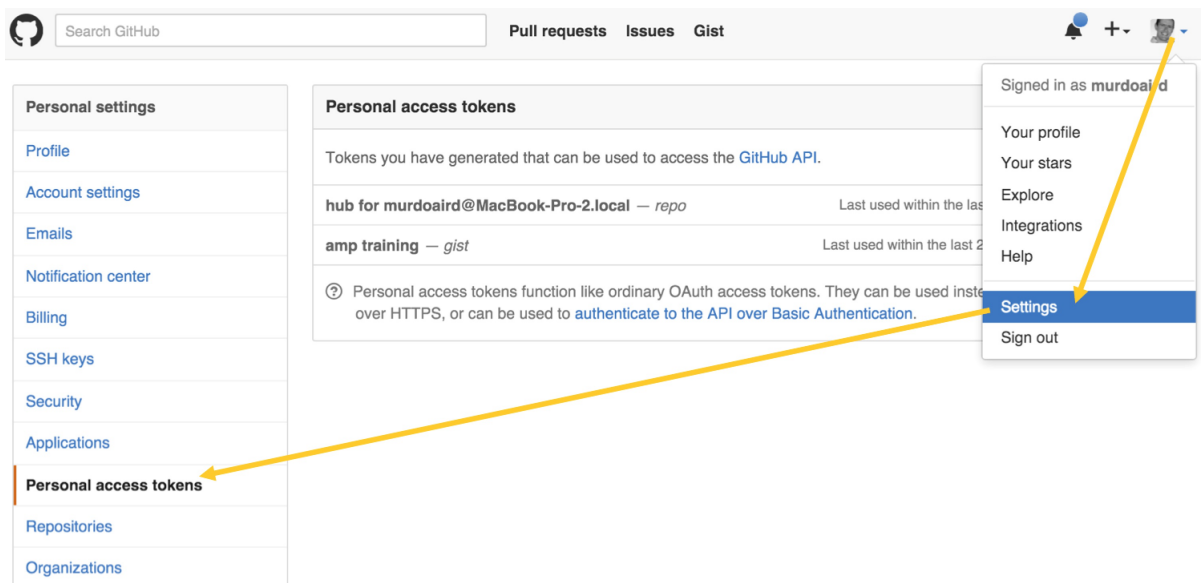 Search GitHub
Pull requests Issues Gist
Signed in as murdoaird
Your profile
Your stars
Explore
Integrations
Help
Settings
Sign out
Personal settings
Profile
Account settings
Emails
Notification center
Billing
SSH keys
Security
Applications
Personal access tokens
Repositories
Organizations
Personal access tokens
Tokens you have generated that can be used to access the GitHub API.
hub for murdoaird@MacBook-Pro-2.local — repo Last used within the
amp training — gist Last used within the last 2
Personal access tokens function like ordinary OAuth access tokens. They can be used
over HTTPS, or can be used to authenticate to the API over Basic Authentication.